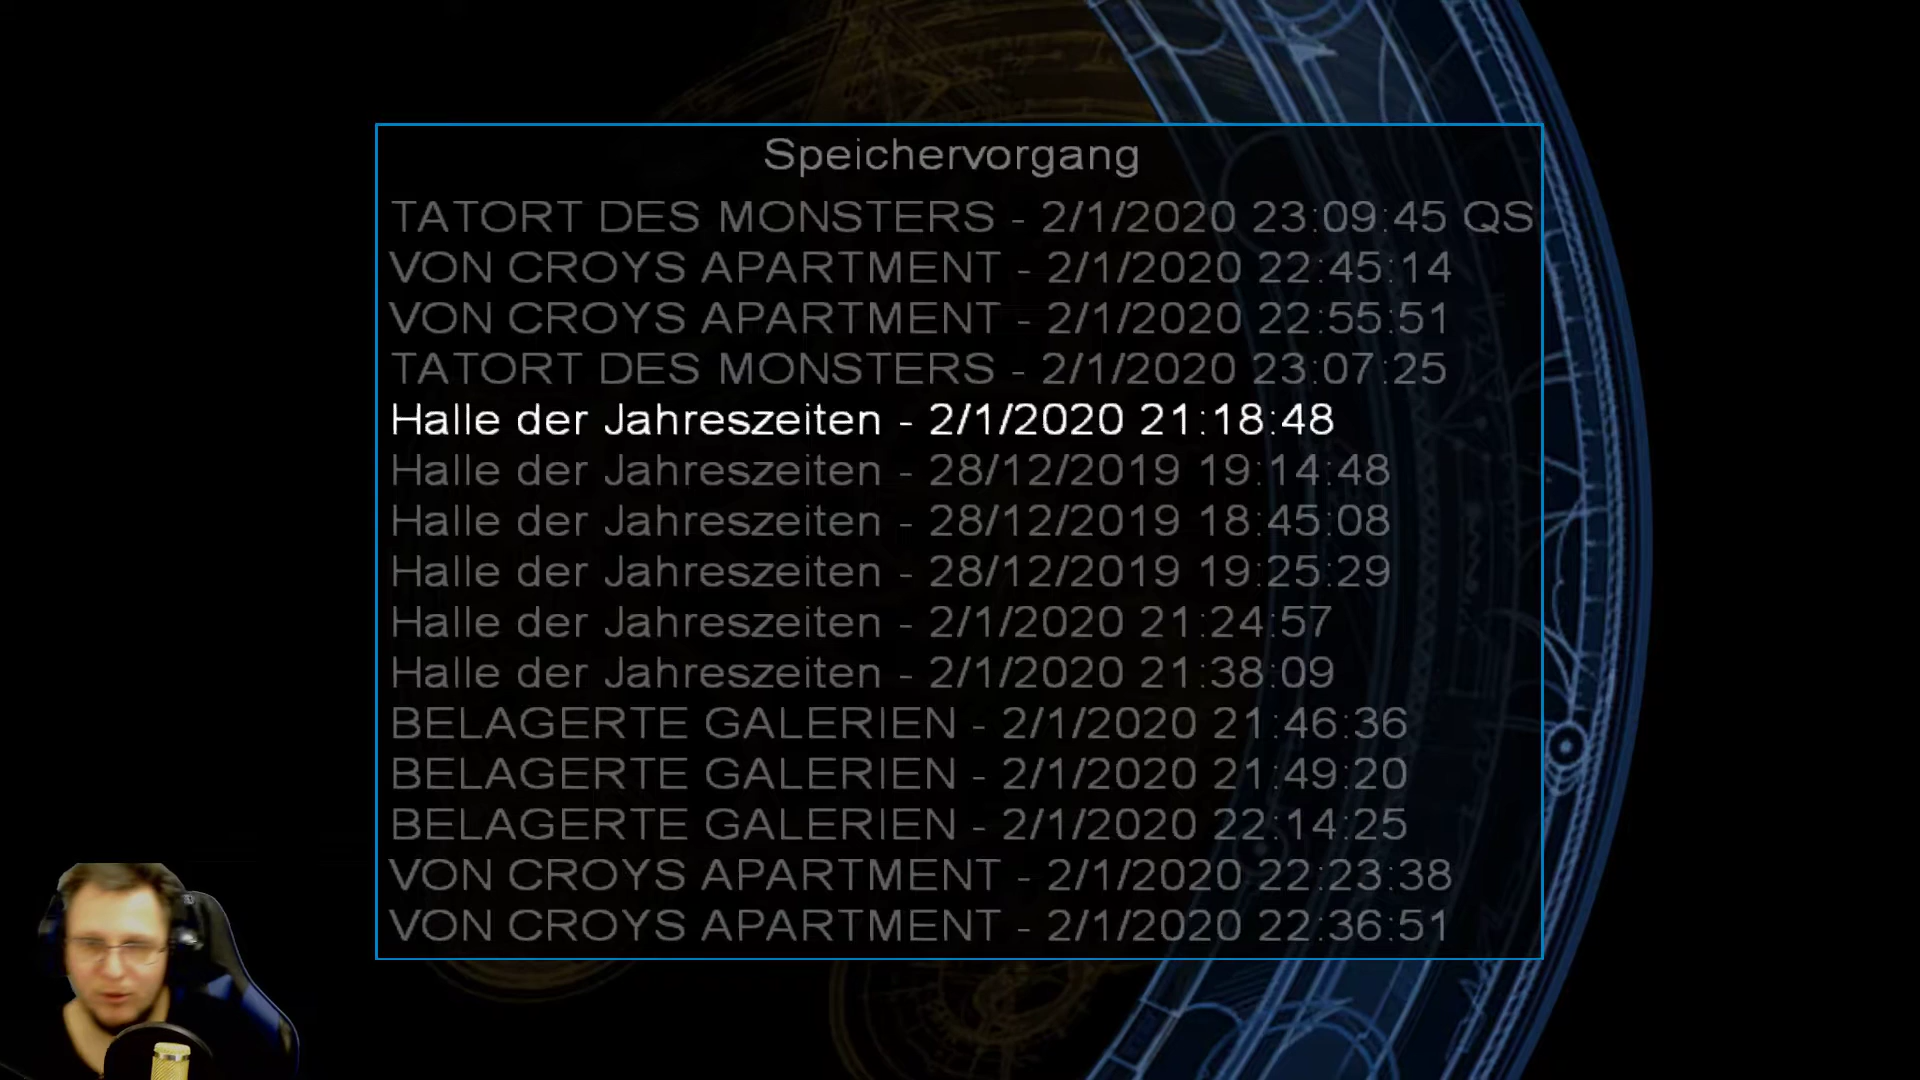 Speichervorgang
TATORT DES MONSTERS - 2/1/2020 23:09:45 QS
VON CROYS APARTMENT - 2/1/2020 22:45:14
VON CROYS APARTMENT - 2/1/2020 22:55:51
TATORT DES MONSTERS - 2/1/2020 23:07:25
Halle der Jahreszeiten - 2/1/2020 21:18:48
Halle der Jahreszeiten - 28/12/2019 19:14:48
Halle der Jahreszeiten - 28/12/2019 18:45:08
Halle der Jahreszeiten - 28/12/2019 19:25:29
Halle der Jahreszeiten - 2/1/2020 21:24:57
Halle der Jahreszeiten - 2/1/2020 21:38:09
BELAGERTE GALERIEN - 2/1/2020 21:46:36
BELAGERTE GALERIEN - 2/1/2020 21:49:20
BELAGERTE GALERIEN - 2/1/2020 22:14:25
VON CROYS APARTMENT - 2/1/2020 22:23:38
VON CROYS APARTMENT - 2/1/2020 22:36:51